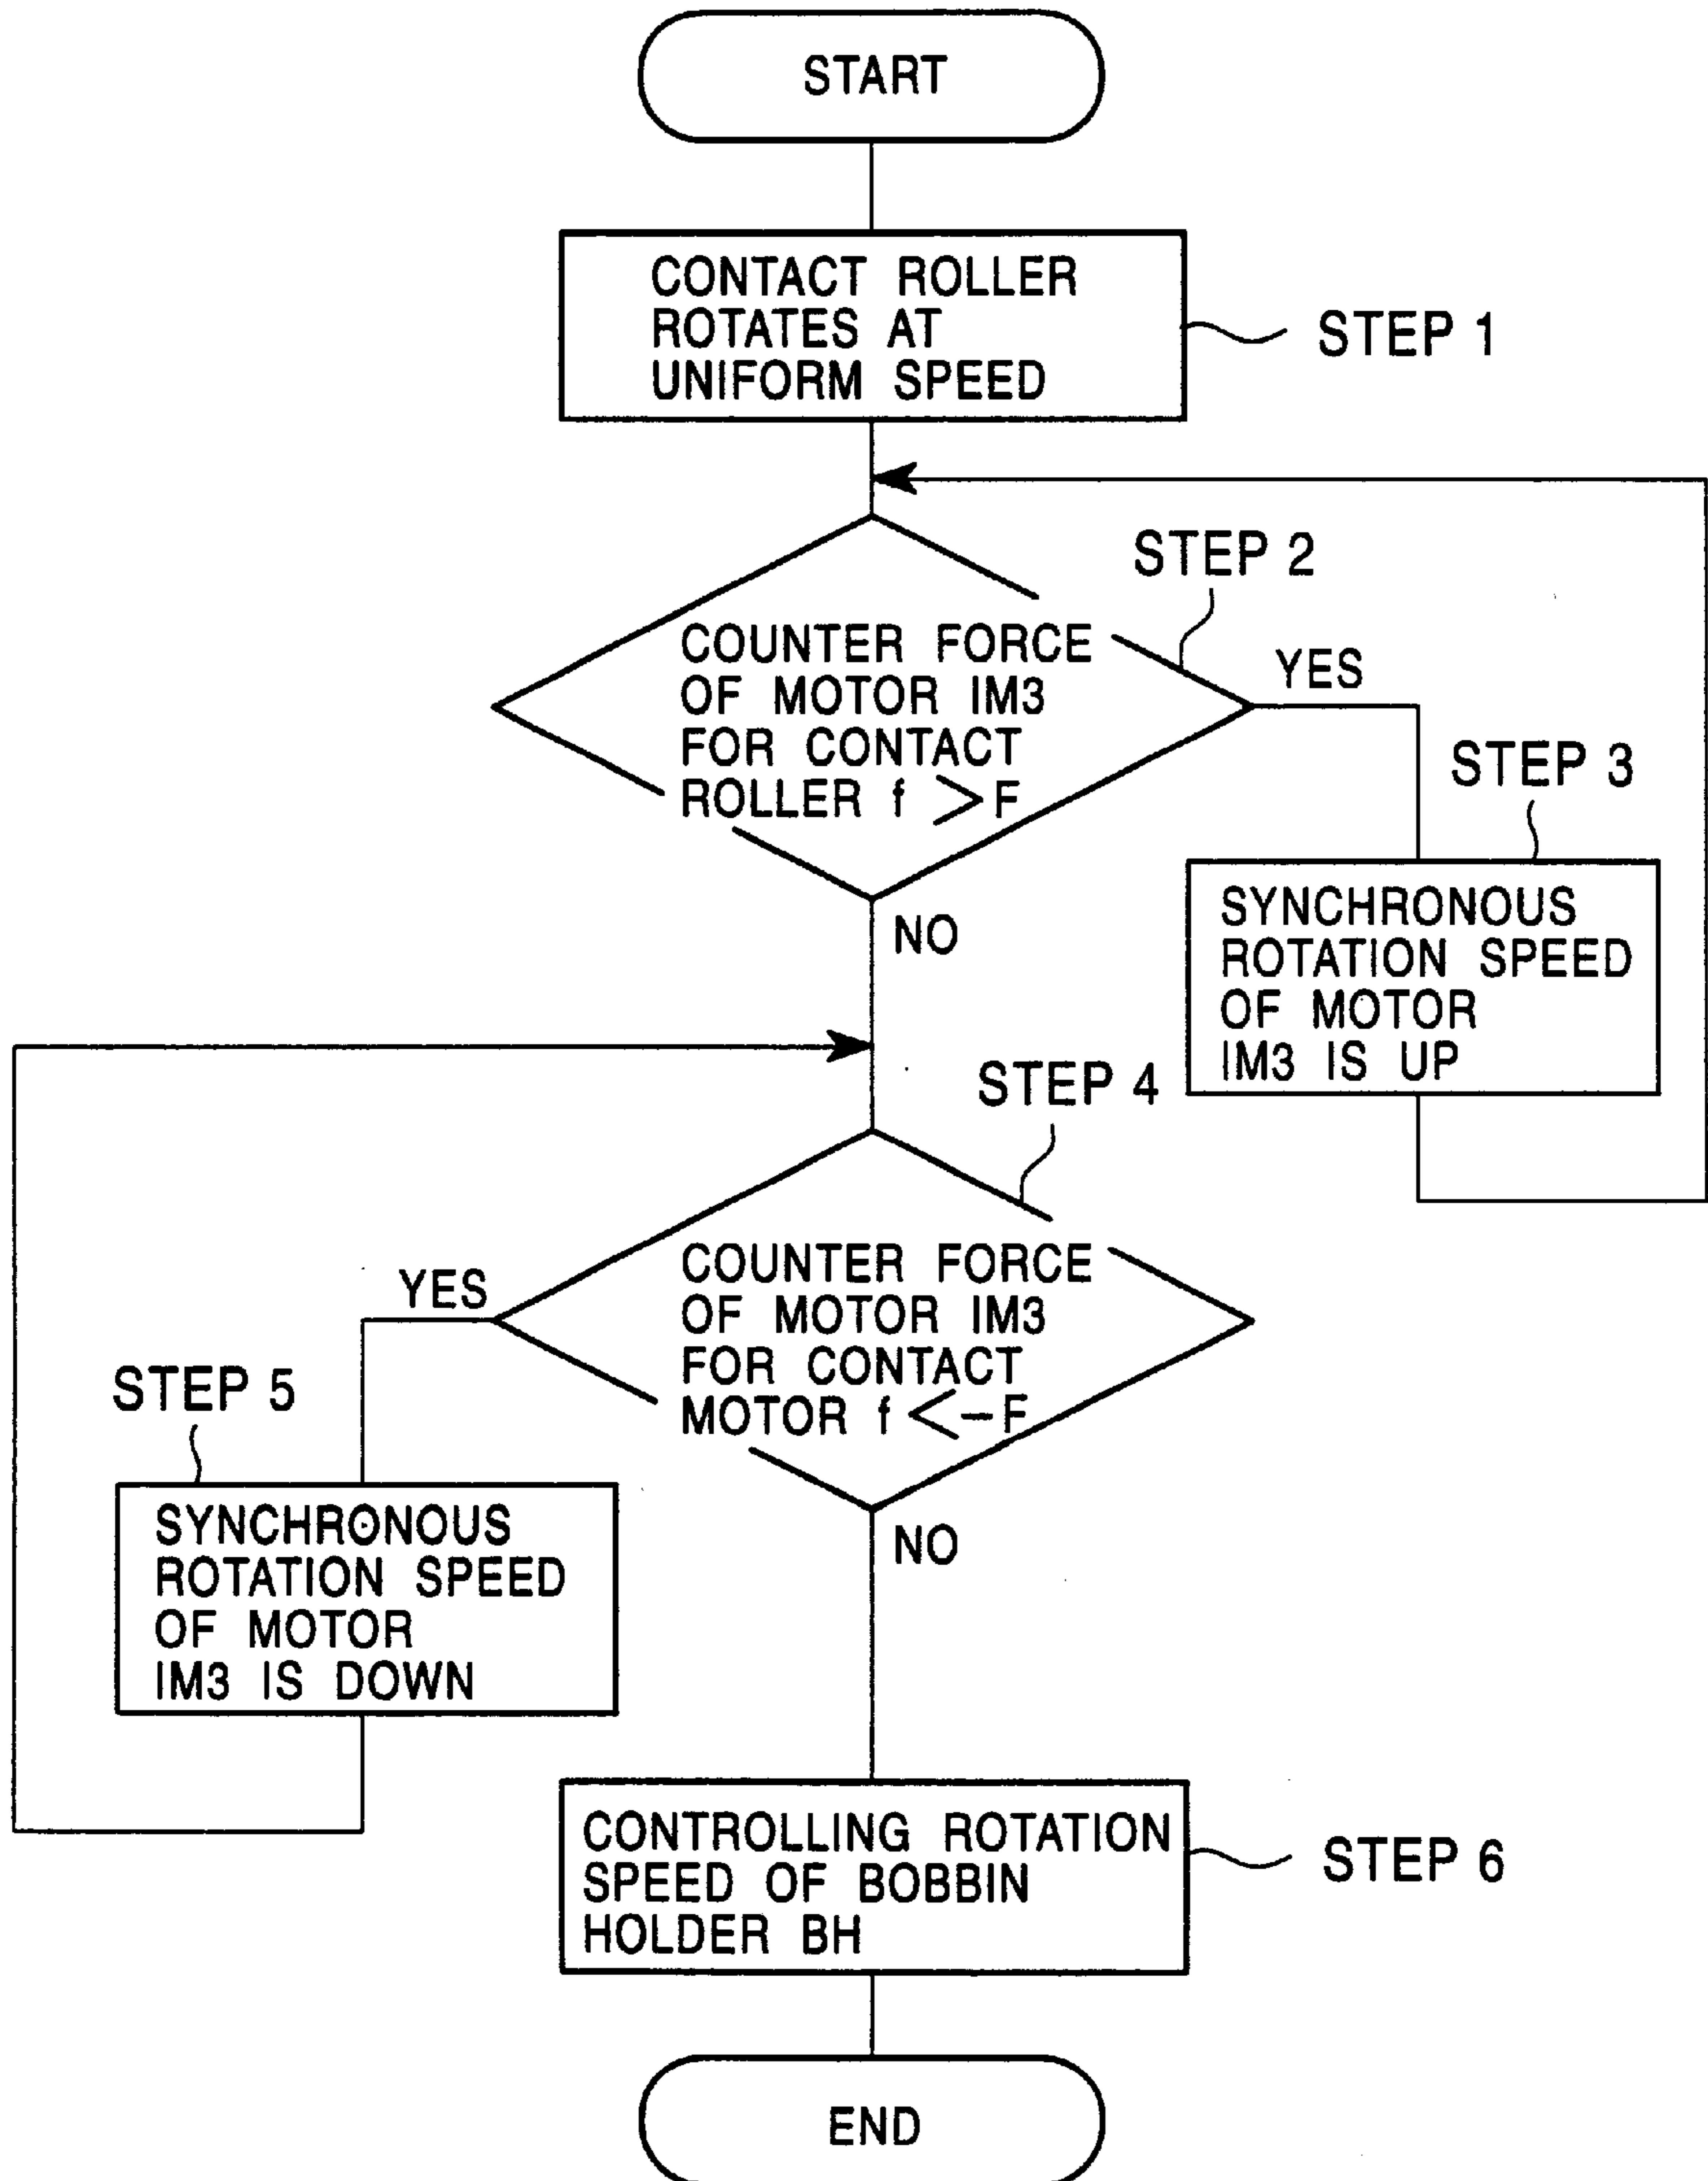 START
CONTACT ROLLER
ROTATES AT
UNIFORM SPEED
STEP 1
STEP 2
COUNTER FORCE
OF MOTOR IM3
FOR CONTACT
ROLLER f > F
YES
NO
STEP 3
SYNCHRONOUS
ROTATION SPEED
OF MOTOR
IM3 IS UP
STEP 4
COUNTER FORCE
OF MOTOR IM3
FOR CONTACT
MOTOR f < - F
YES
NO
STEP 5
SYNCHRONOUS
ROTATION SPEED
OF MOTOR
IM3 IS DOWN
CONTROLLING ROTATION
SPEED OF BOBBIN
HOLDER BH
STEP 6
END